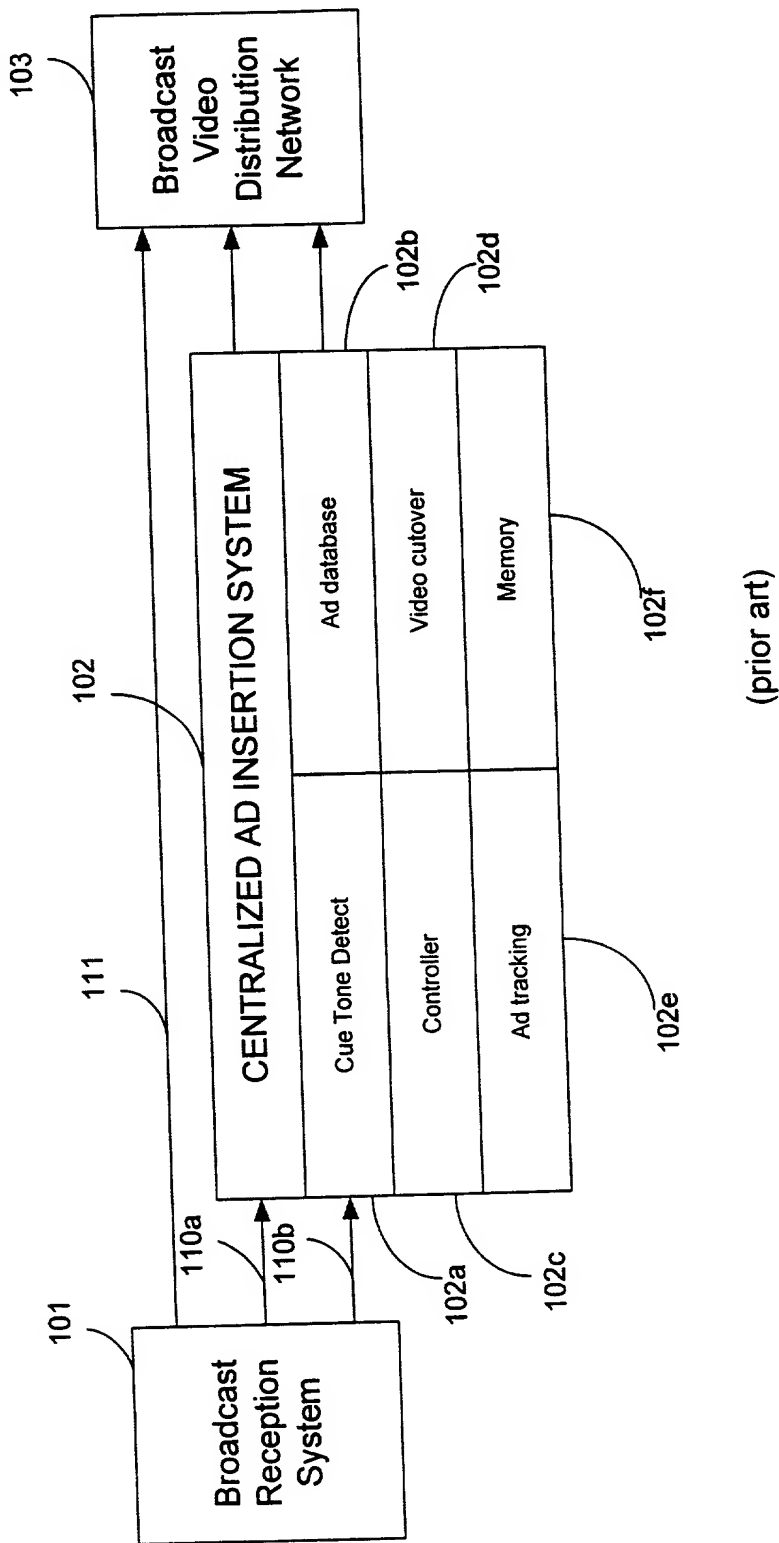 103
Broadcast
Video
Distribution
Network
111
102
CENTRALIZED AD INSERTION SYSTEM
Cue Tone Detect
Ad database
102b
Controller
Video cutover
102d
Ad tracking
Memory
102e
102f
101
Broadcast
Reception
System
110a
110b
102a
102c
(prior art)